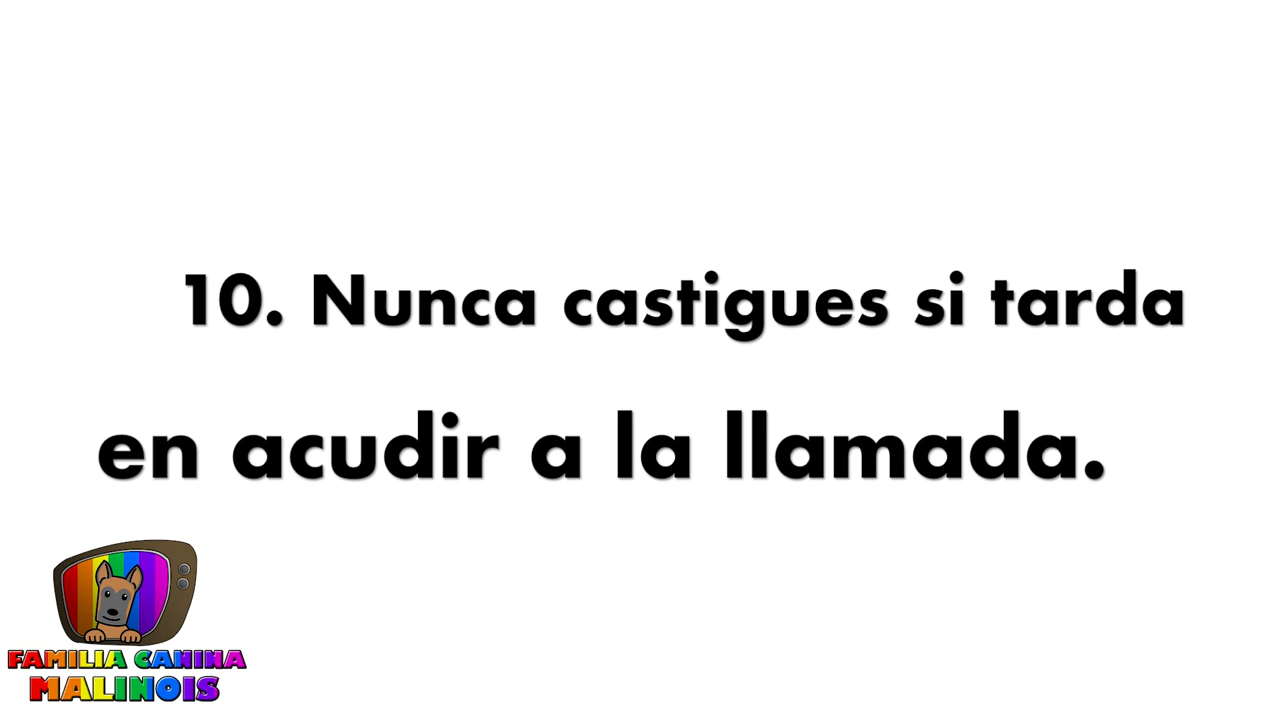 10. Nunca castigues si tarda
en acudir a la llamada.
FAMILIA CANINA
MALINOIS